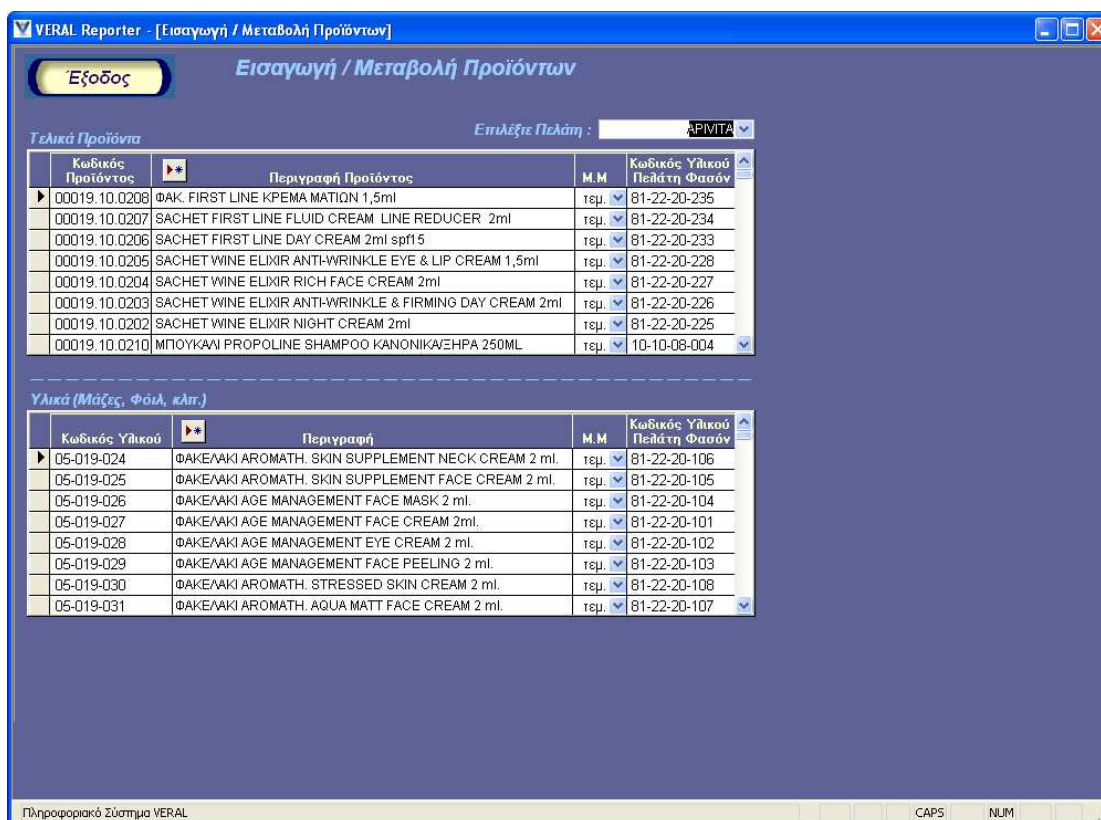 VERAL Reporter - [Εισαγωγή / Μεταβολή Προϊόντων]
Έξοδος
Εισαγωγή / Μεταβολή Προϊόντων
Επιλέξτε Πελάτη : APIVITA
Τελικά Προϊόντα
Κωδικός Προϊόντος Περιγραφή Προϊόντος Μ.Μ Κωδικός Υλικού Πελάτη Φασόν
00019.10.0208 ΦΑΚ. FIRST LINE ΚΡΕΜΑ ΜΑΤΙΩΝ 1,5ml τεμ. 81-22-20-235
00019.10.0207 SACHET FIRST LINE FLUID CREAM LINE REDUCER 2ml τεμ. 81-22-20-234
00019.10.0206 SACHET FIRST LINE DAY CREAM 2ml spf15 τεμ. 81-22-20-233
00019.10.0205 SACHET WINE ELIXIR ANTI-WRINKLE EYE & LIP CREAM 1,5ml τεμ. 81-22-20-228
00019.10.0204 SACHET WINE ELIXIR RICH FACE CREAM 2ml τεμ. 81-22-20-227
00019.10.0203 SACHET WINE ELIXIR ANTI-WRINKLE & FIRMING DAY CREAM 2ml τεμ. 81-22-20-226
00019.10.0202 SACHET WINE ELIXIR NIGHT CREAM 2ml τεμ. 81-22-20-225
00019.10.0210 ΜΠΟΥΚΑΛΙ PROPOLINE SHAMPOO ΚΑΝΟΝΙΚΑ/ΞΗΡΑ 250ML τεμ. 10-10-08-004
Υλικά (Μάζες, Φόιλ, κλπ.)
Κωδικός Υλικού Περιγραφή Μ.Μ Κωδικός Υλικού Πελάτη Φασόν
05-019-024 ΦΑΚΕΛΑΚΙ AROMATH. SKIN SUPPLEMENT NECK CREAM 2 ml. τεμ. 81-22-20-106
05-019-025 ΦΑΚΕΛΑΚΙ AROMATH. SKIN SUPPLEMENT FACE CREAM 2 ml. τεμ. 81-22-20-105
05-019-026 ΦΑΚΕΛΑΚΙ AGE MANAGEMENT FACE MASK 2 ml. τεμ. 81-22-20-104
05-019-027 ΦΑΚΕΛΑΚΙ AGE MANAGEMENT FACE CREAM 2ml. τεμ. 81-22-20-101
05-019-028 ΦΑΚΕΛΑΚΙ AGE MANAGEMENT EYE CREAM 2 ml. τεμ. 81-22-20-102
05-019-029 ΦΑΚΕΛΑΚΙ AGE MANAGEMENT FACE PEELING 2 ml. τεμ. 81-22-20-103
05-019-030 ΦΑΚΕΛΑΚΙ AROMATH. STRESSED SKIN CREAM 2 ml. τεμ. 81-22-20-108
05-019-031 ΦΑΚΕΛΑΚΙ AROMATH. AQUA MATT FACE CREAM 2 ml. τεμ. 81-22-20-107
Πληροφοριακό Σύστημα VERAL CAPS NUM